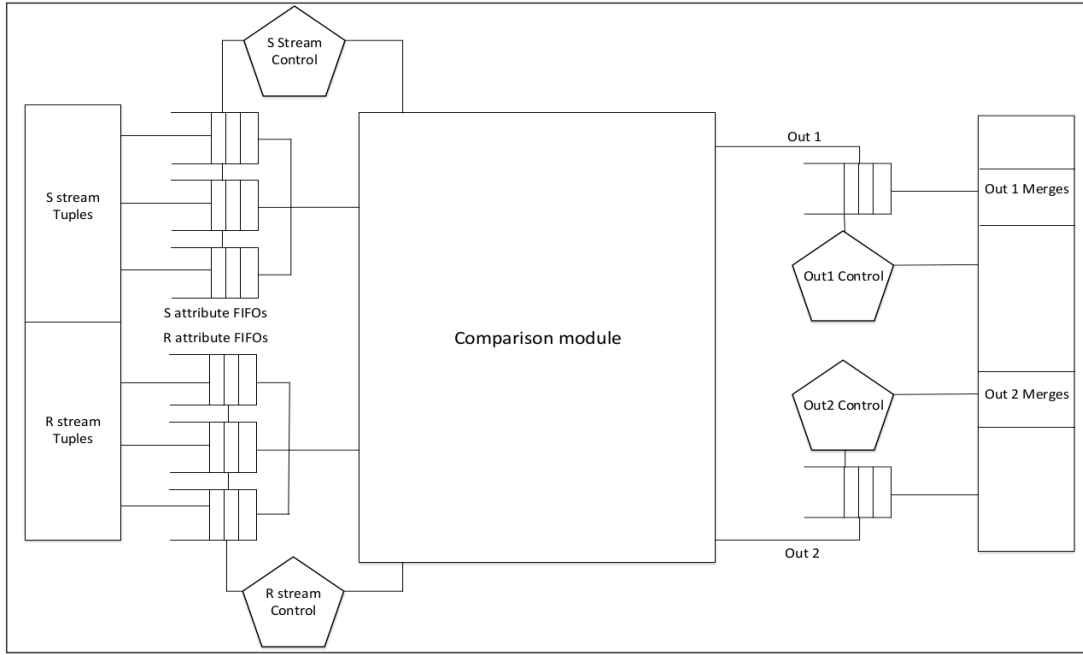 S Stream
Control
Out 1
S stream
Tuples
Out 1 Merges
Out1 Control
S attribute FIFOs
R attribute FIFOs
Comparison module
Out 2 Merges
Out2 Control
R stream
Tuples
Out 2
R stream
Control